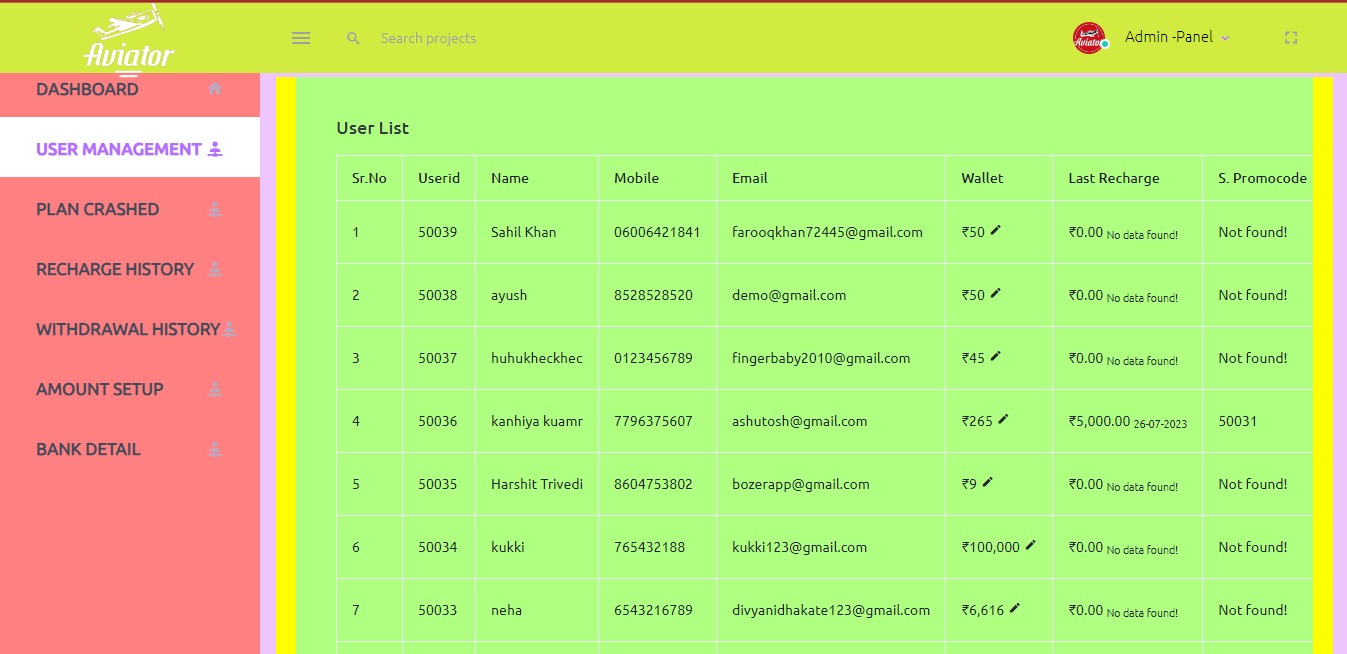 Aviator
Search projects
Aviator
Admin -Panel
DASHBOARD
USER MANAGEMENT
PLAN CRASHED
RECHARGE HISTORY
WITHDRAWAL HISTORY
AMOUNT SETUP
BANK DETAIL
User List
Sr.No Userid Name Mobile Email Wallet Last Recharge S. Promocode
1 50039 Sahil Khan 06006421841 farooqkhan72445@gmail.com ₹50 ₹0.00 No data found! Not found!
2 50038 ayush 8528528520 demo@gmail.com ₹50 ₹0.00 No data found! Not found!
3 50037 huhukheckhec 0123456789 fingerbaby2010@gmail.com ₹45 ₹0.00 No data found! Not found!
4 50036 kanhiya kuamr 7796375607 ashutosh@gmail.com ₹265 ₹5,000.00 26-07-2023 50031
5 50035 Harshit Trivedi 8604753802 bozerapp@gmail.com ₹9 ₹0.00 No data found! Not found!
6 50034 kukki 765432188 kukki123@gmail.com ₹100,000 ₹0.00 No data found! Not found!
7 50033 neha 6543216789 divyanidhakate123@gmail.com ₹6,616 ₹0.00 No data found! Not found!